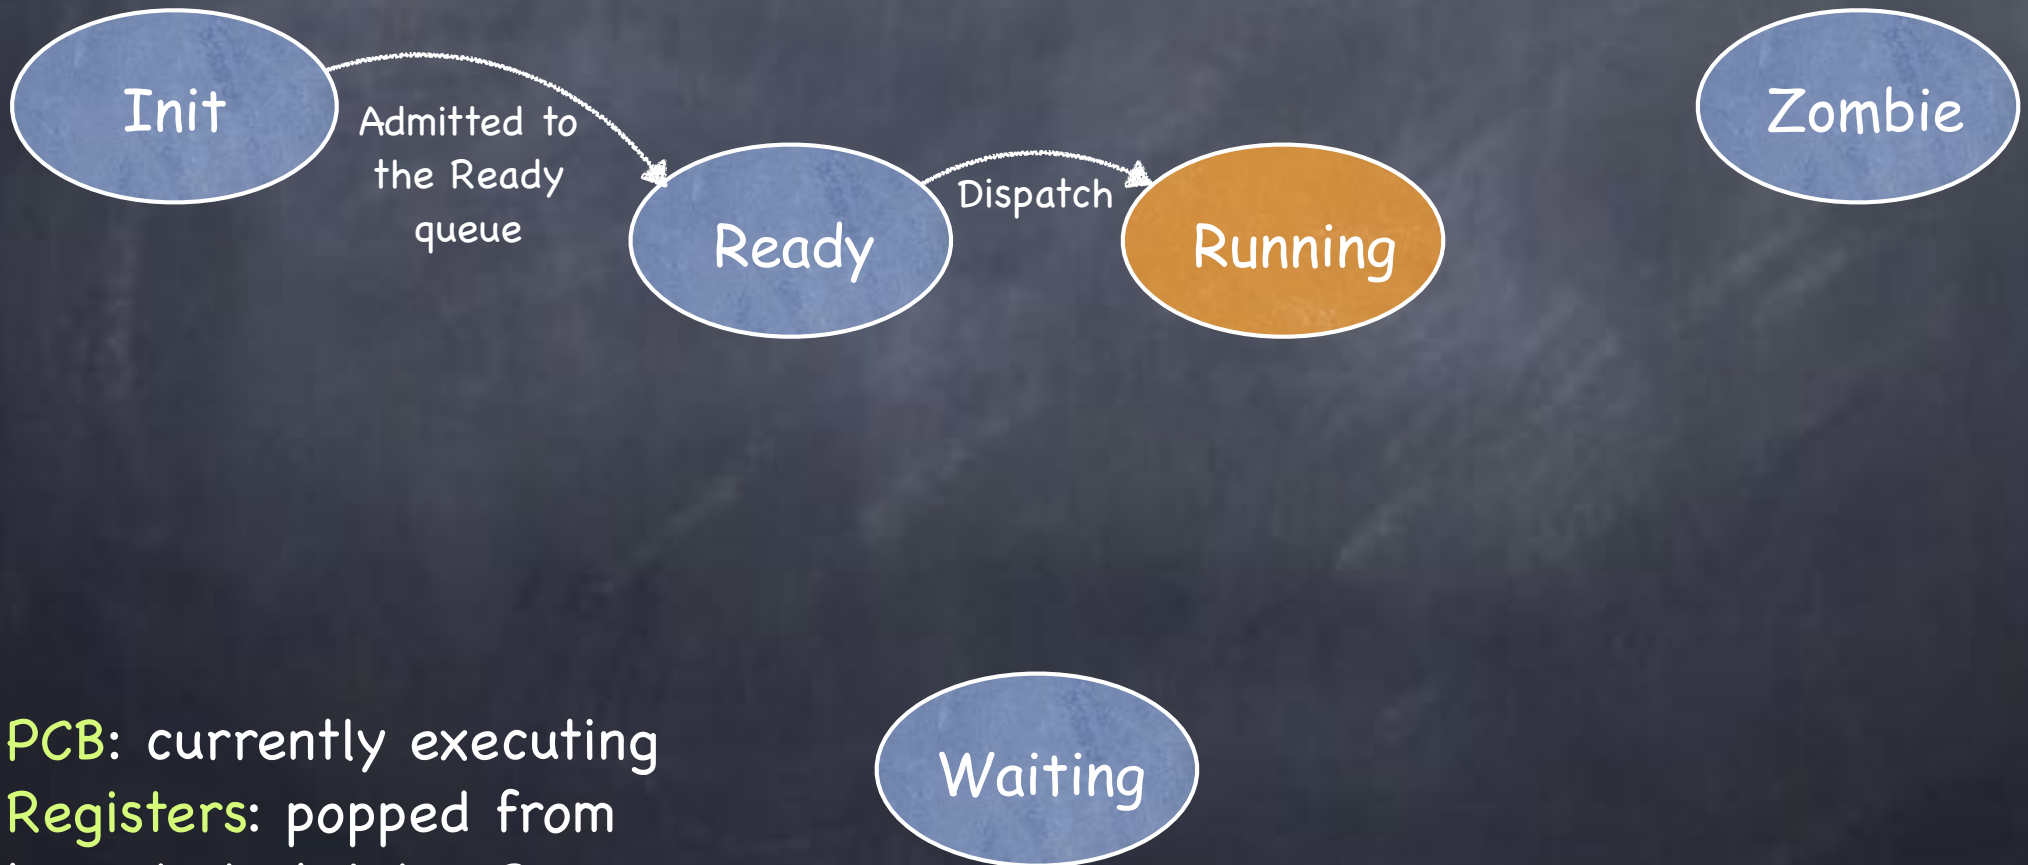 Init
Zombie
Admitted to
the Ready
queue
Dispatch
Ready
Running
PCB: currently executing
Registers: popped from
Waiting